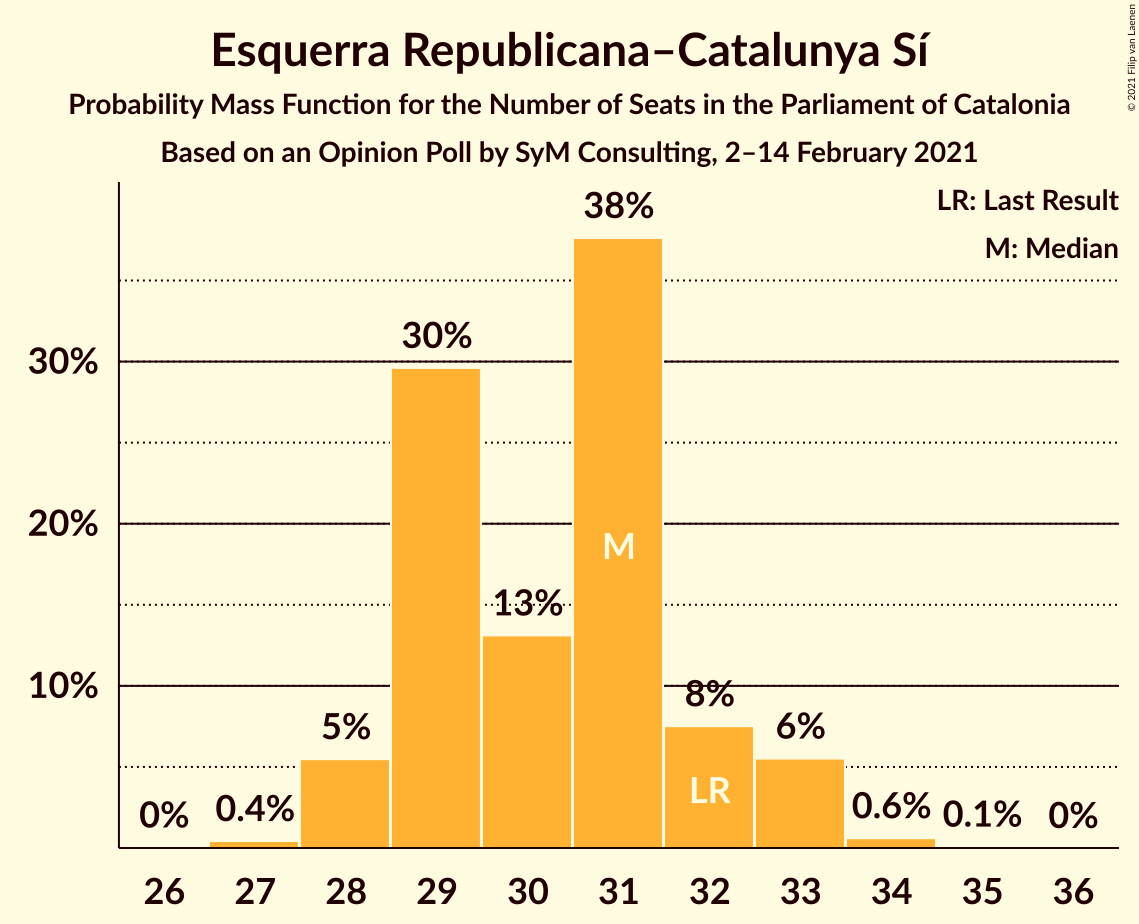 Esquerra Republicana–Catalunya Sí
Probability Mass Function for the Number of Seats in the Parliament of Catalonia
Based on an Opinion Poll by SyM Consulting, 2–14 February 2021
© 2021 Filip van Laenen
LR: Last Result
M: Median
38%
30%
30%
20%
M
13%
10%
8%
5%
6%
LR
0%
0.4%
0.6%
0.1%
0%
26 27 28 29 30 31 32 33 34 35 36